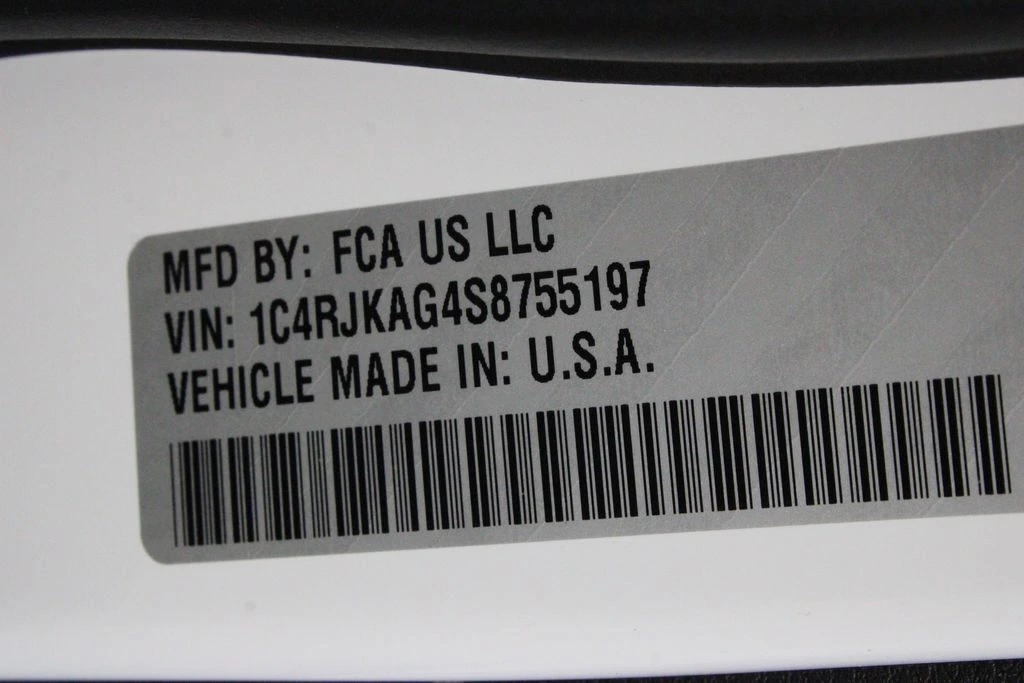 MFD BY: FCA US LLC
VIN: 1C4RJKAG4S8755197
VEHICLE MADE IN: U.S.A.